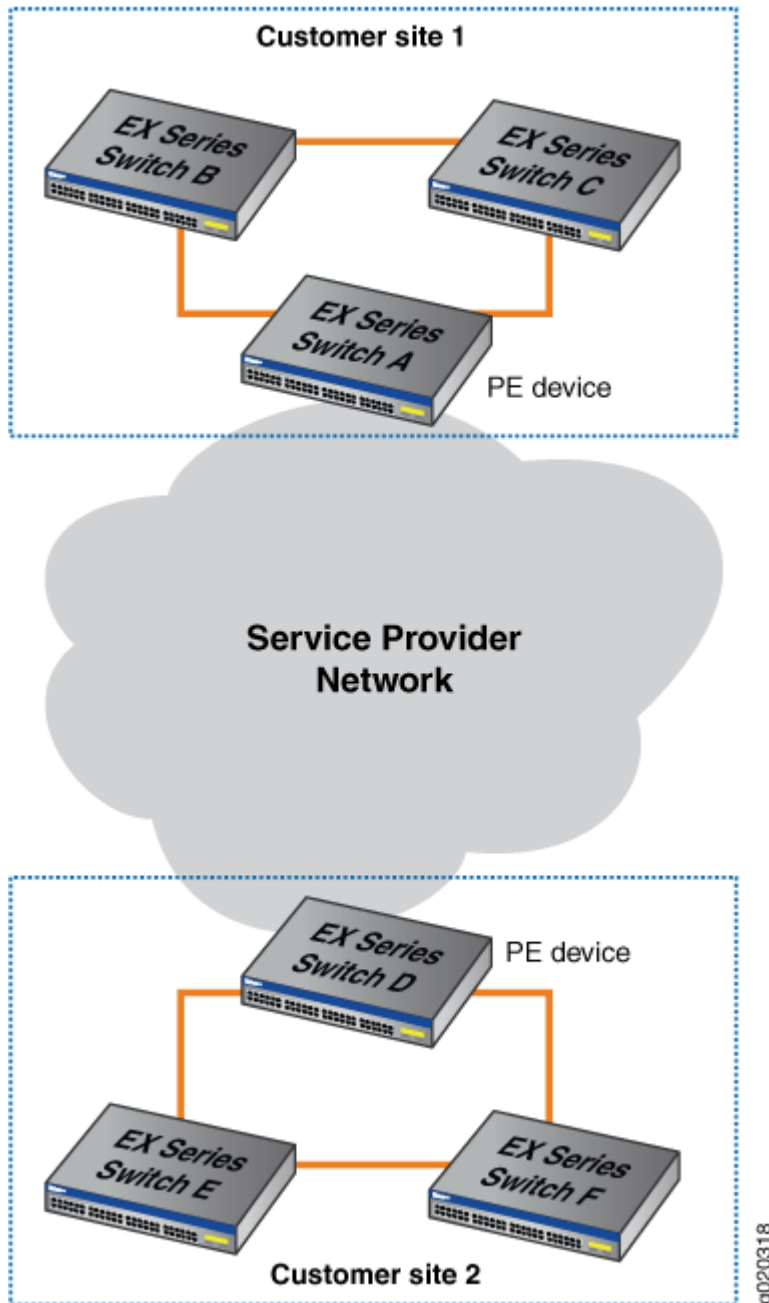 Customer site 1
EX Series
Switch B
EX Series
Switch C
EX Series
Switch A
PE device
Service Provider
Network
EX Series
Switch D
PE device
EX Series
Switch E
EX Series
Switch F
Customer site 2
g020318